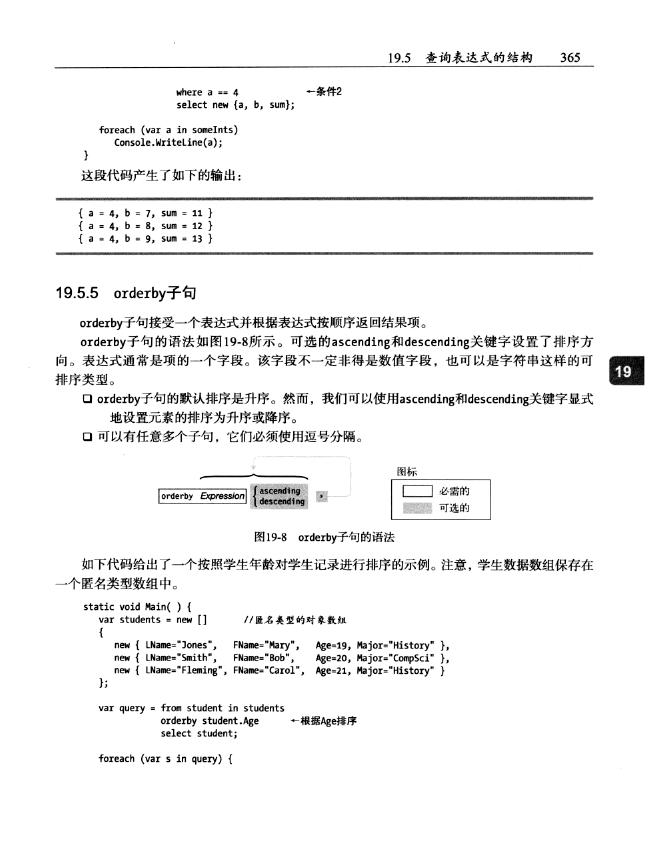 19.5 查询表达式的结构 365
where a == 4 ←条件2
select new {a, b, sum};
foreach (var a in someInts)
Console.WriteLine(a);
}
这段代码产生了如下的输出：
{ a = 4, b = 7, sum = 11 }
{ a = 4, b = 8, sum = 12 }
{ a = 4, b = 9, sum = 13 }
19.5.5 orderby子句
orderby子句接受一个表达式并根据表达式按顺序返回结果项。
orderby子句的语法如图19-8所示。可选的ascending和descending关键字设置了排序方
向。表达式通常是项的一个字段。该字段不一定非得是数值字段，也可以是字符串这样的可
排序类型。
19
❑ orderby子句的默认排序是升序。然而，我们可以使用ascending和descending关键字显式
地设置元素的排序为升序或降序。
❑ 可以有任意多个子句，它们必须使用逗号分隔。
图标
orderby Expression { ascending
descending ,
必需的
可选的
图19-8 orderby子句的语法
如下代码给出了一个按照学生年龄对学生记录进行排序的示例。注意，学生数据数组保存在
一个匿名类型数组中。
static void Main( ) {
var students = new [] //匿名类型的对象数组
{
new { LName="Jones", FName="Mary", Age=19, Major="History" },
new { LName="Smith", FName="Bob", Age=20, Major="CompSci" },
new { LName="Fleming", FName="Carol", Age=21, Major="History" }
};
var query = from student in students
orderby student.Age ←根据Age排序
select student;
foreach (var s in query) {